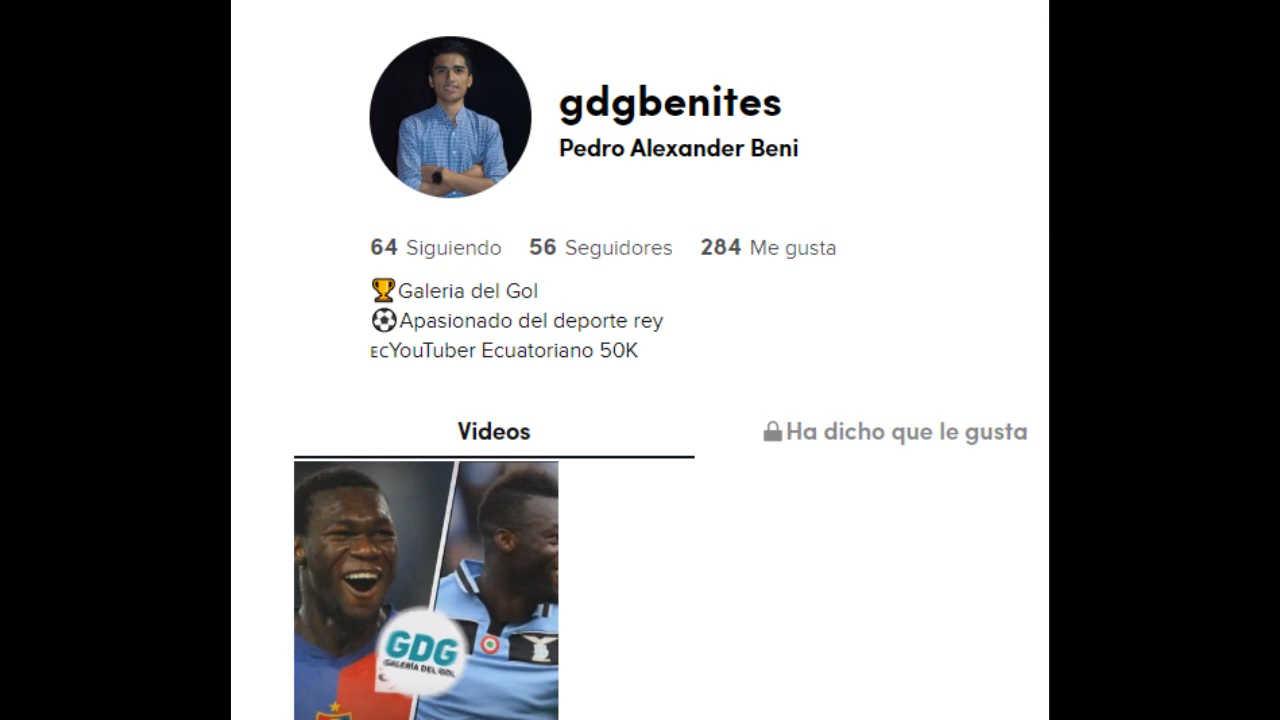 gdgbenites
Pedro Alexander Beni
64 Siguiendo 56 Seguidores 284 Me gusta
🏆Galeria del Gol
⚽Apasionado del deporte rey
ECYouTuber Ecuatoriano 50K
Videos
Ha dicho que le gusta
GDG
GALERÍA DEL GOL